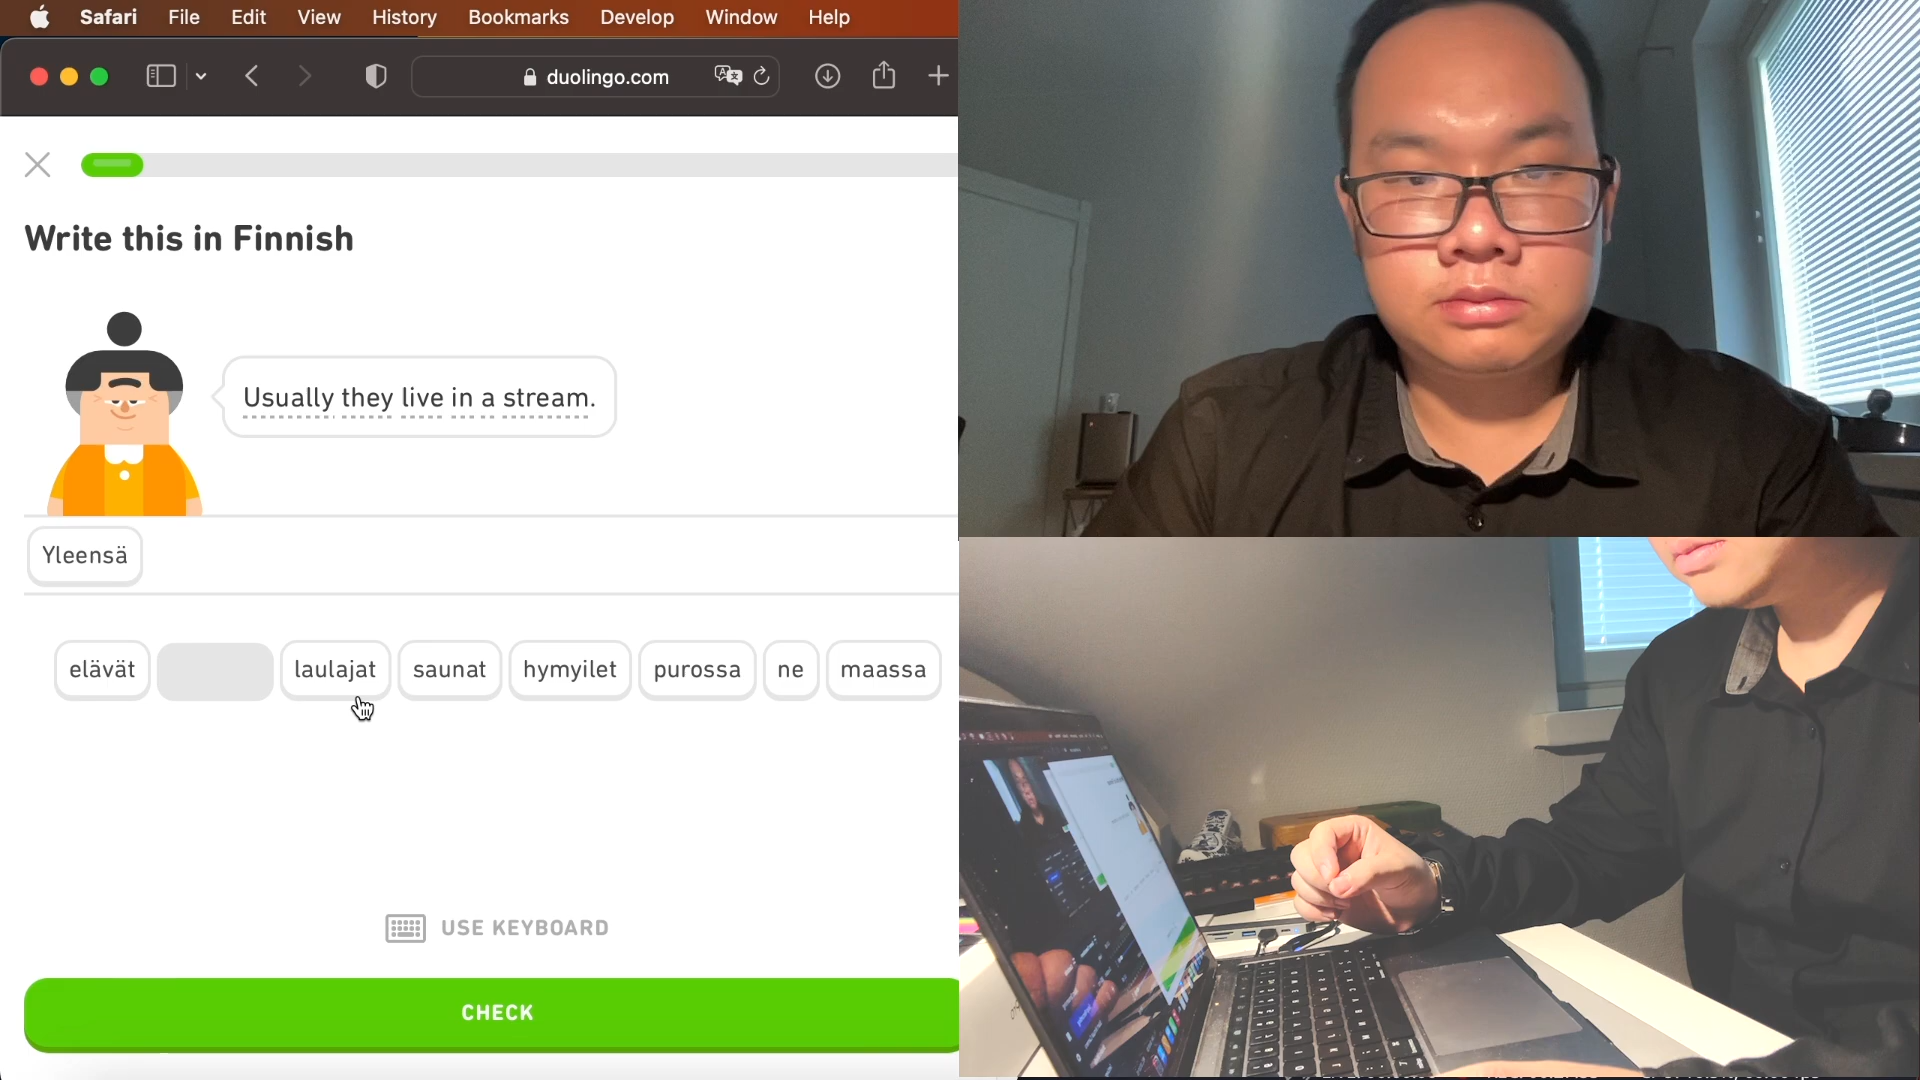 Safari File Edit View History Bookmarks Develop Window Help
duolingo.com
Write this in Finnish
Usually they live in a stream.
Yleensä
elävät laulajat saunat hymyilet purossa ne maassa
USE KEYBOARD
CHECK